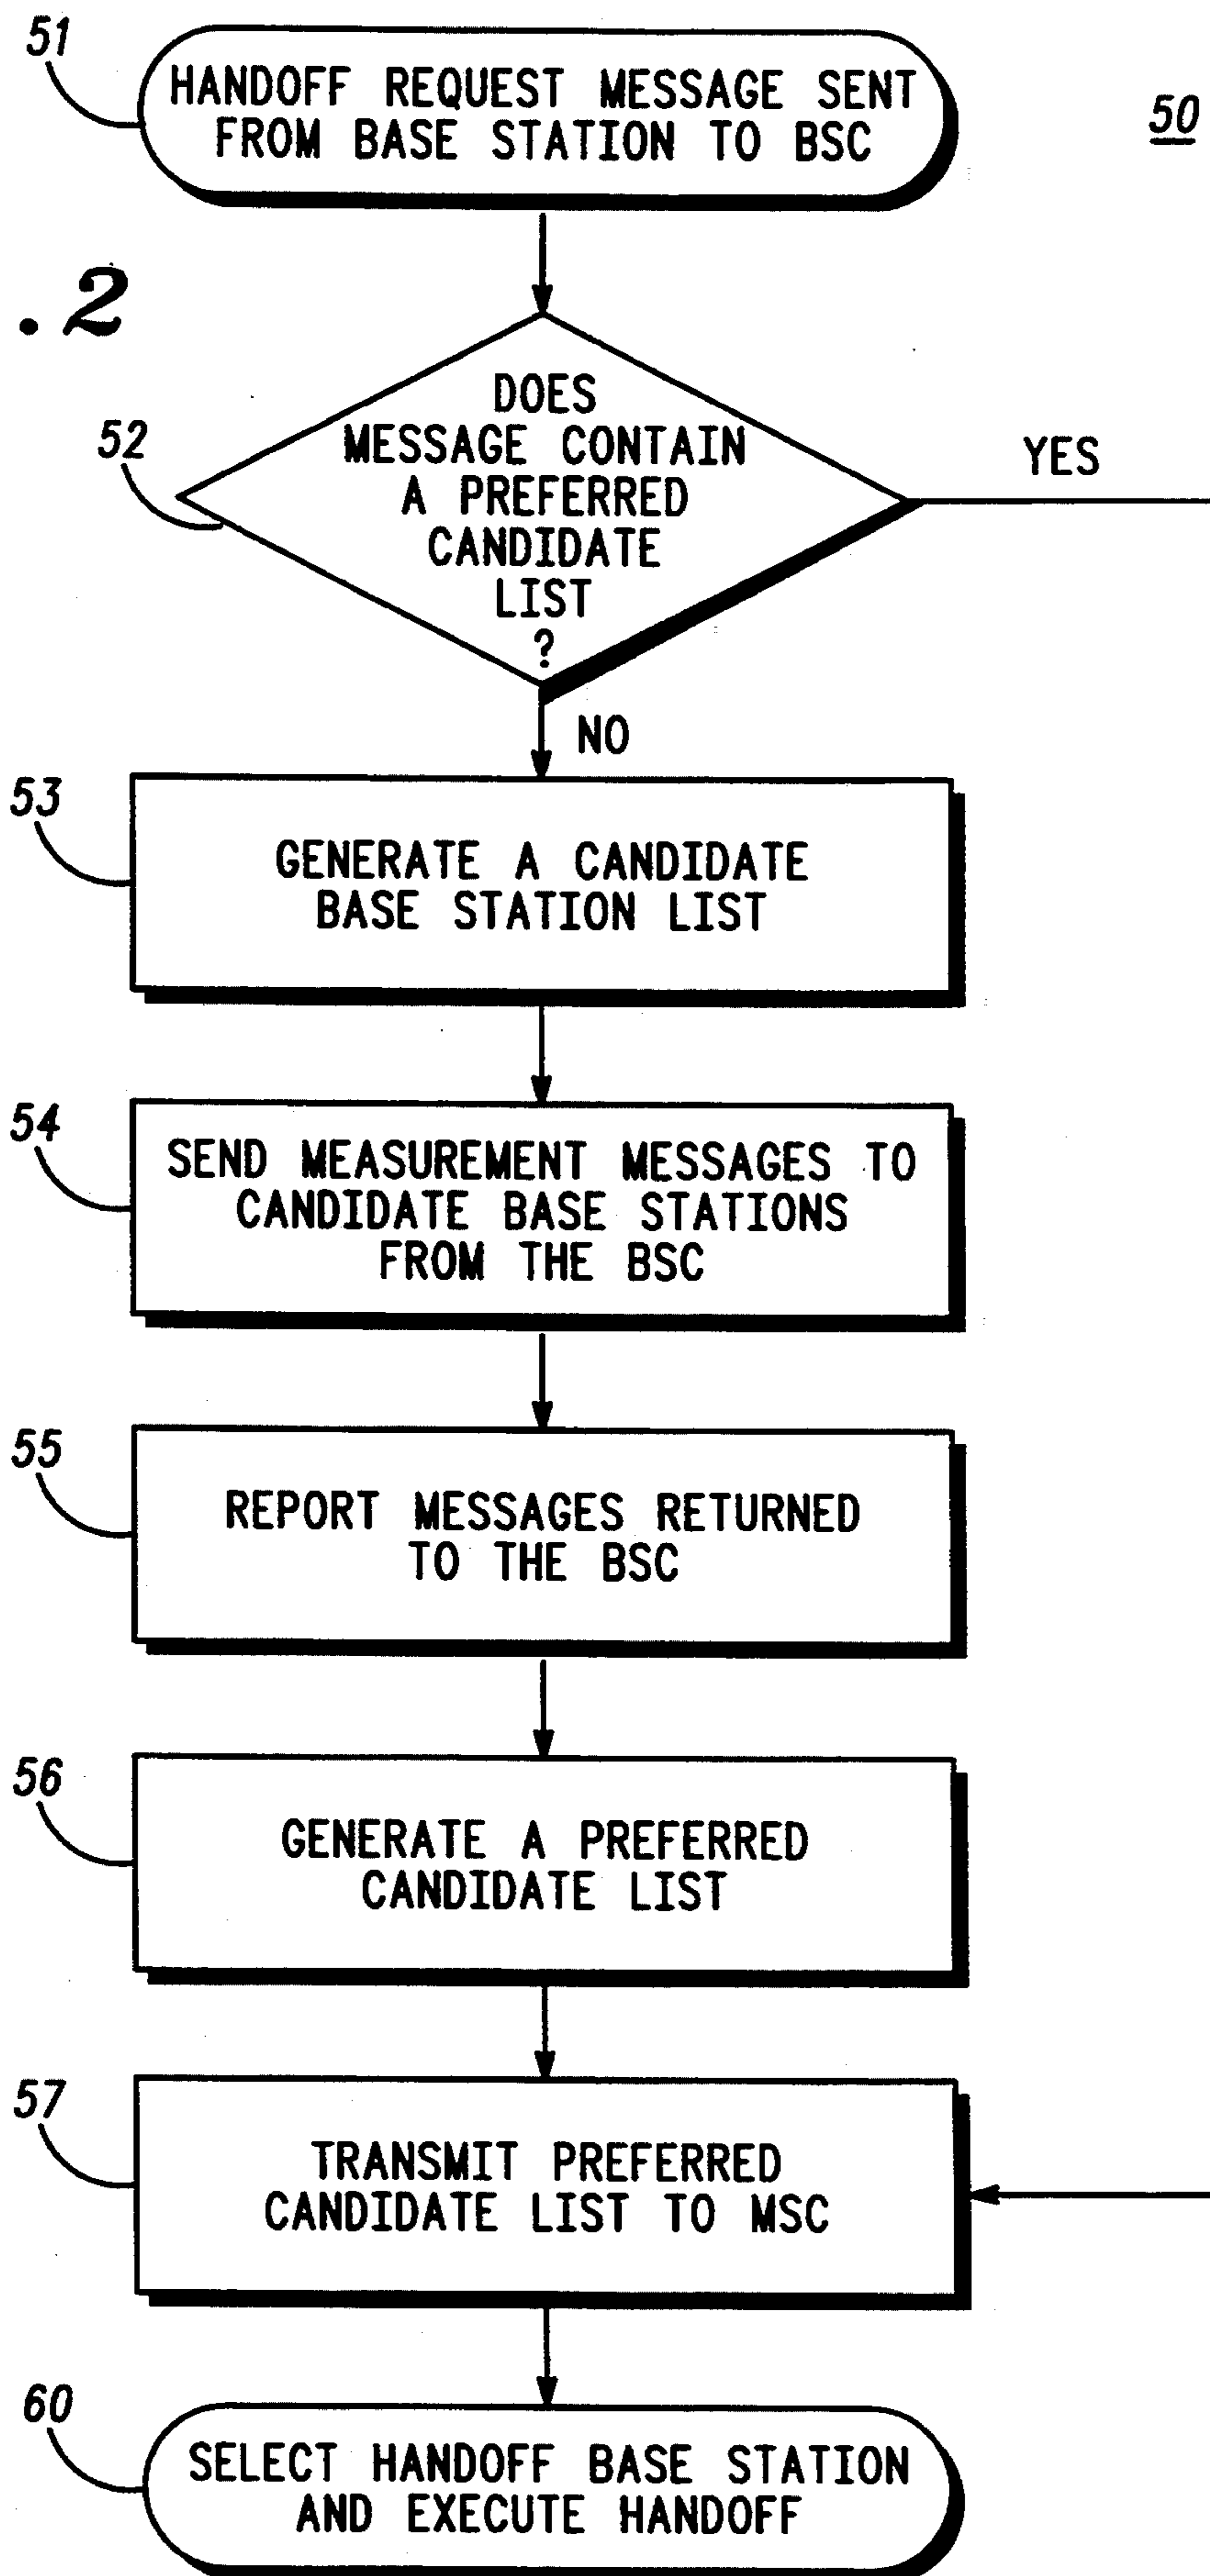 51
HANDOFF REQUEST MESSAGE SENT
FROM BASE STATION TO BSC
50
.2
52
DOES
MESSAGE CONTAIN
A PREFERRED
CANDIDATE
LIST
?
YES
NO
53
GENERATE A CANDIDATE
BASE STATION LIST
54
SEND MEASUREMENT MESSAGES TO
CANDIDATE BASE STATIONS
FROM THE BSC
55
REPORT MESSAGES RETURNED
TO THE BSC
56
GENERATE A PREFERRED
CANDIDATE LIST
57
TRANSMIT PREFERRED
CANDIDATE LIST TO MSC
60
SELECT HANDOFF BASE STATION
AND EXECUTE HANDOFF